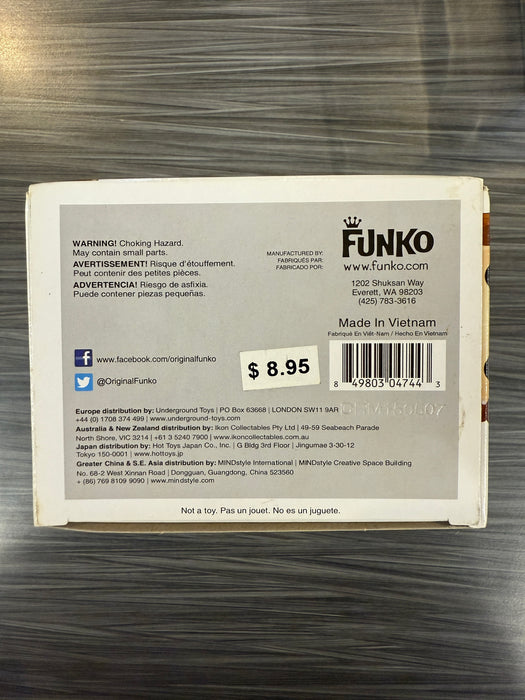 WARNING! Choking Hazard.
May contain small parts.
AVERTISSEMENT! Risque d'étouffement.
Peut contenir des petites pièces.
ADVERTENCIA! Riesgo de asfixia.
Puede contener piezas pequeñas.
MANUFACTURED BY:
FABRIQUÉS PAR:
FABRICADO POR:
FUNKO
www.funko.com
1202 Shuksan Way
Everett, WA 98203
(425) 783-3616
Made In Vietnam
Fabriqué En Viêt-Nam / Hecho En Vietnam
8 49803 04744 3
f www.facebook.com/originalfunko
@OriginalFunko
$ 8.95
Europe distribution by: Underground Toys | PO Box 63668 | LONDON SW11 9AR
+44 (0) 1708 374 499 | www.underground-toys.com
Australia & New Zealand distribution by: Ikon Collectables Pty Ltd | 49-59 Seabeach Parade
North Shore, VIC 3214 | +61 3 5240 7900 | www.ikoncollectables.com.au
Japan distribution by: Hot Toys Japan Co., Inc. | G Bldg 3rd Floor | Jingumae 3-30-12
Tokyo 150-0001 | www.hottoys.jp
Greater China & S.E. Asia distribution by: MINDstyle International | MINDstyle Creative Space Building
No. 68-2 West Xinnan Road | Dongguan, Guangdong, China 523560
+ (86) 769 8109 9090 | www.mindstyle.com
Not a toy. Pas un jouet. No es un juguete.